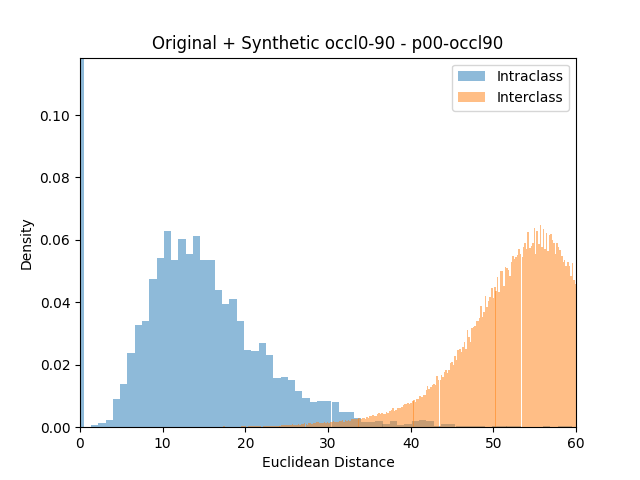 Original + Synthetic occl0-90 - p00-occl90
Intraclass
Interclass
0.10
0.08
0.06
0.04
0.02
0.00
Density
0 10 20 30 40 50 60
Euclidean Distance